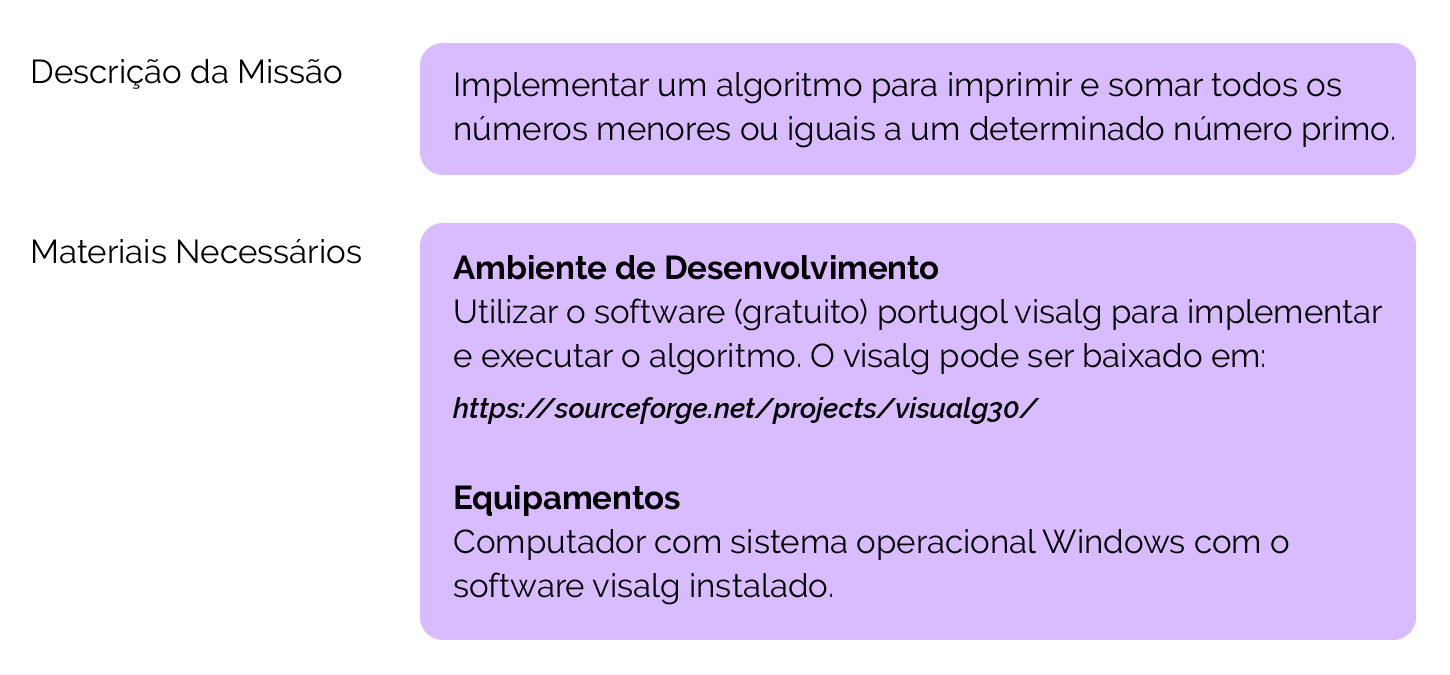 Descrição da Missão
Implementar um algoritmo para imprimir e somar todos os
números menores ou iguais a um determinado número primo.
Materiais Necessários
Ambiente de Desenvolvimento
Utilizar o software (gratuito) portugol visalg para implementar
e executar o algoritmo. O visalg pode ser baixado em:
https://sourceforge.net/projects/visualg30/
Equipamentos
Computador com sistema operacional Windows com o
software visalg instalado.